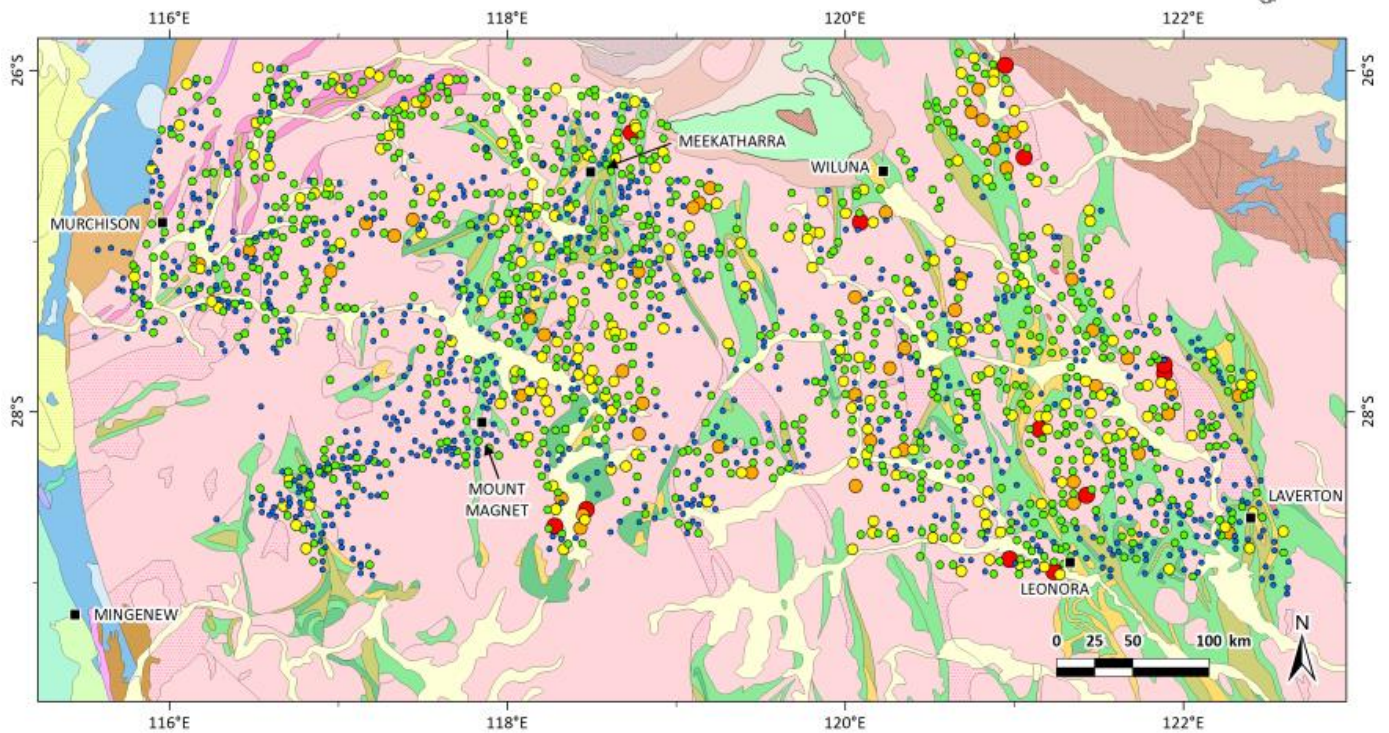 116°E 118°E 120°E 122°E
26°S 26°S
MEEKATHARRA
WILUNA
MURCHISON
28°S 28°S
MOUNT
MAGNET
LAVERTON
LEONORA
MINGENEW
N
0 25 50 100 km
116°E 118°E 120°E 122°E